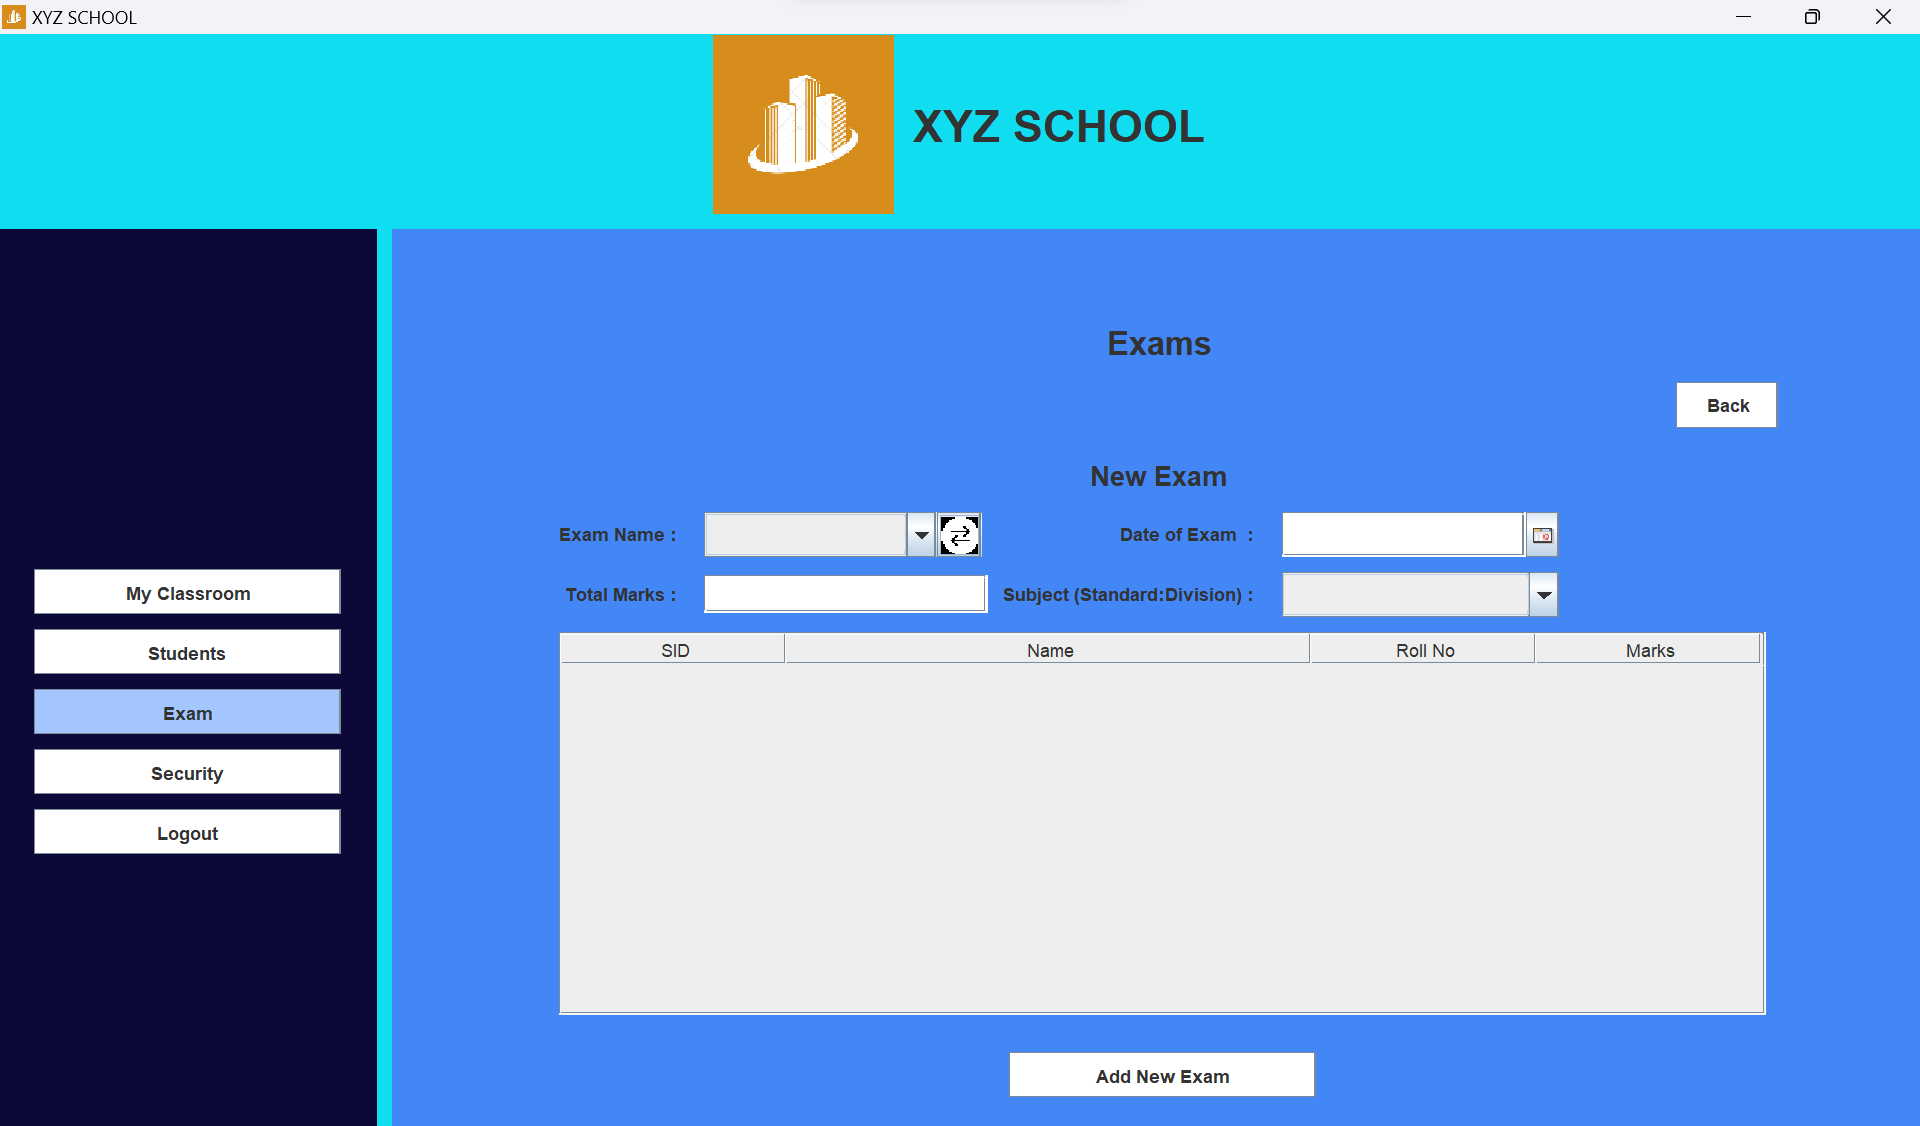 XYZ SCHOOL
XYZ SCHOOL
Exams
Back
New Exam
Exam Name :
Date of Exam :
Total Marks :
Subject (Standard:Division) :
SID Name Roll No Marks
Add New Exam
My Classroom
Students
Exam
Security
Logout